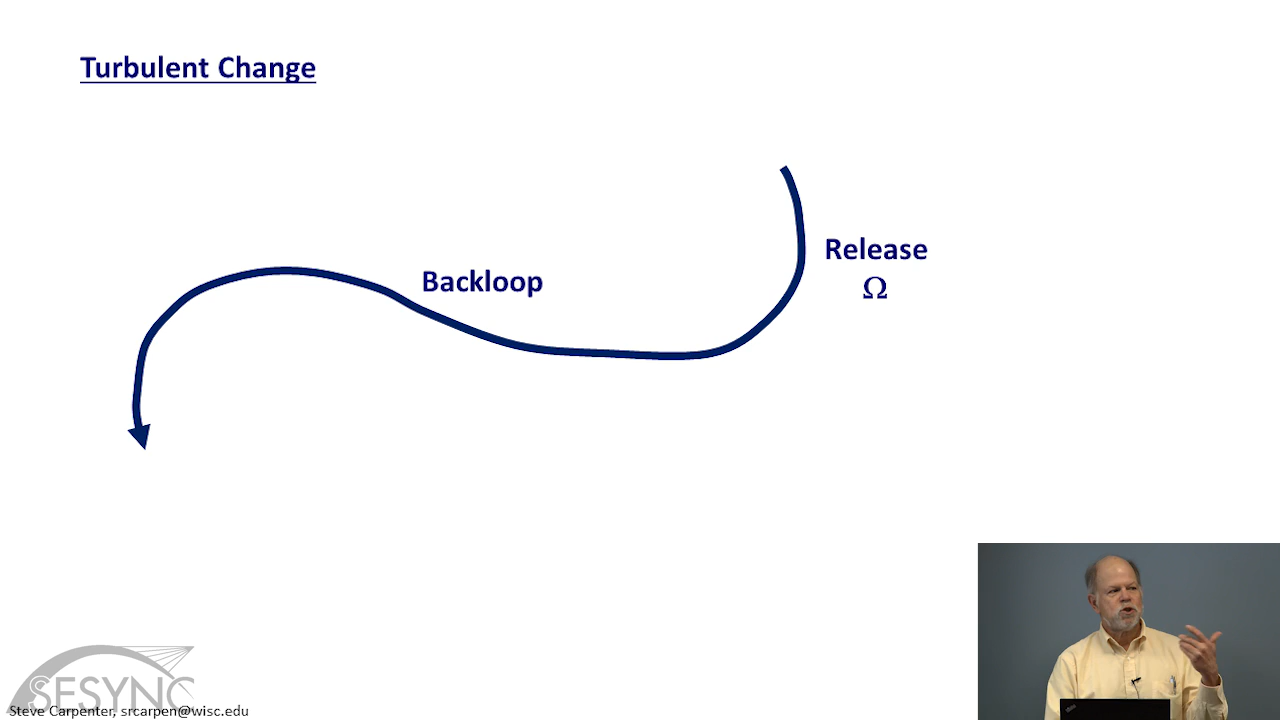 Turbulent Change
Release
Ω
Backloop
SESYNC
Steve Carpenter, srcarpen@wisc.edu